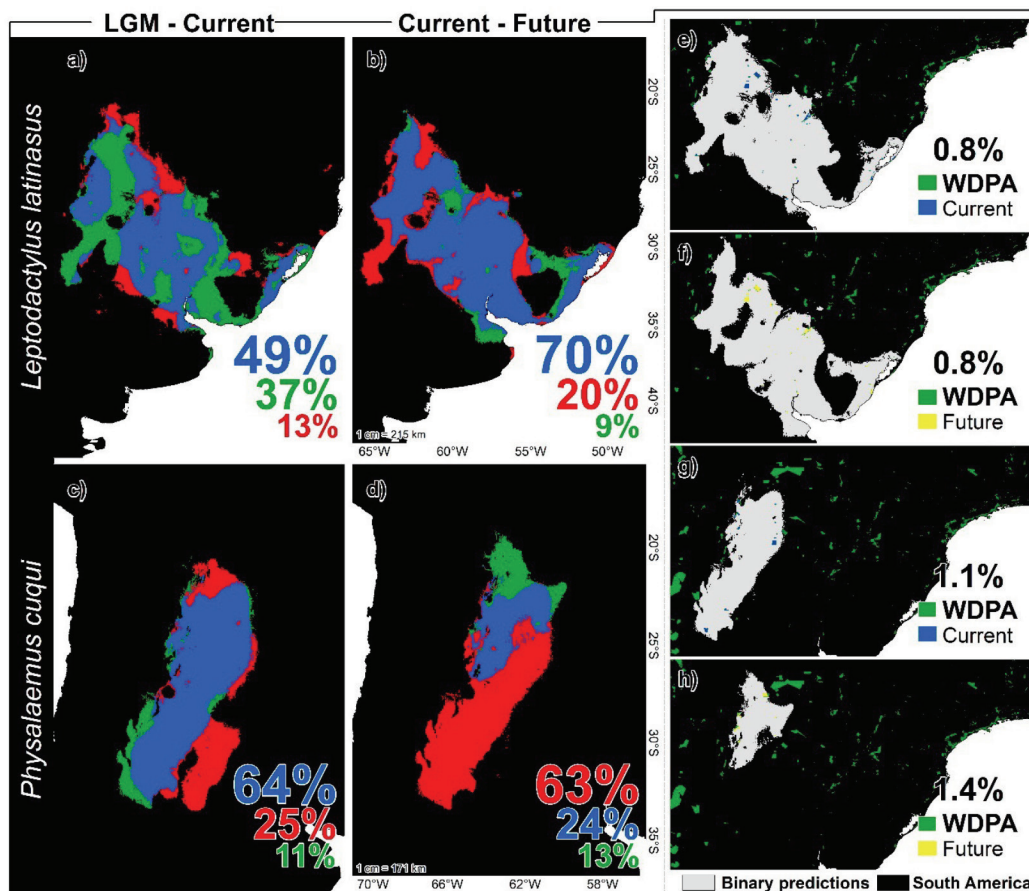 LGM - Current
Current - Future
Leptodactylus latinasus
a)
49%
37%
13%
b)
70%
20%
9%
1 cm = 215 km
65°W 60°W 55°W 50°W
20°S
25°S
30°S
35°S
40°S
e)
0.8%
WDPA
Current
f)
0.8%
WDPA
Future
Physalaemus cuqui
c)
64%
25%
11%
d)
63%
24%
13%
1 cm = 171 km
70°W 66°W 62°W 58°W
20°S
25°S
30°S
35°S
g)
1.1%
WDPA
Current
h)
1.4%
WDPA
Future
Binary predictions South America